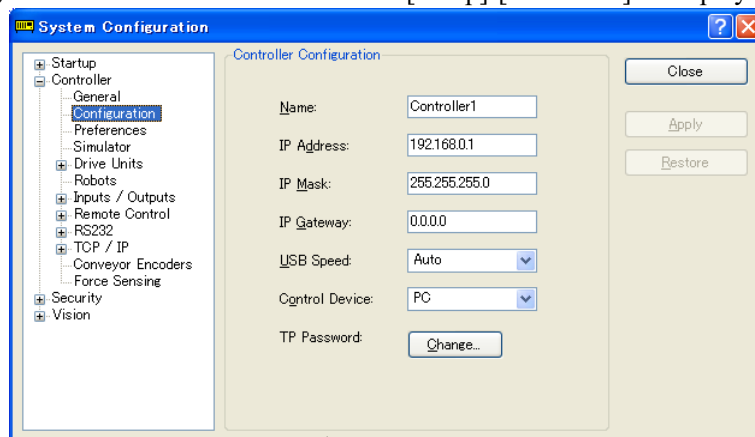 System Configuration
Startup
Controller
General
Configuration
Preferences
Simulator
Drive Units
Robots
Inputs / Outputs
Remote Control
RS232
TCP / IP
Conveyor Encoders
Force Sensing
Security
Vision
Controller Configuration
Name: Controller1
IP Address: 192.168.0.1
IP Mask: 255.255.255.0
IP Gateway: 0.0.0.0
USB Speed: Auto
Control Device: PC
TP Password: Change...
Close
Apply
Restore